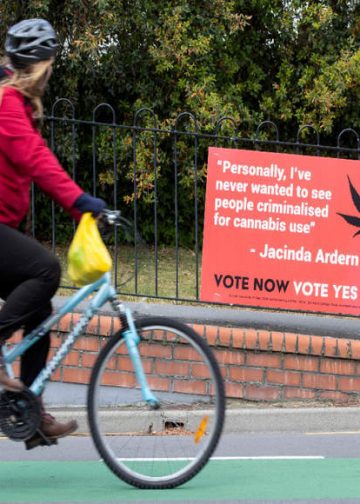 "Personally, I've
never wanted to see
people criminalised
for cannabis use"
- Jacinda Ardern
VOTE NOW VOTE YES